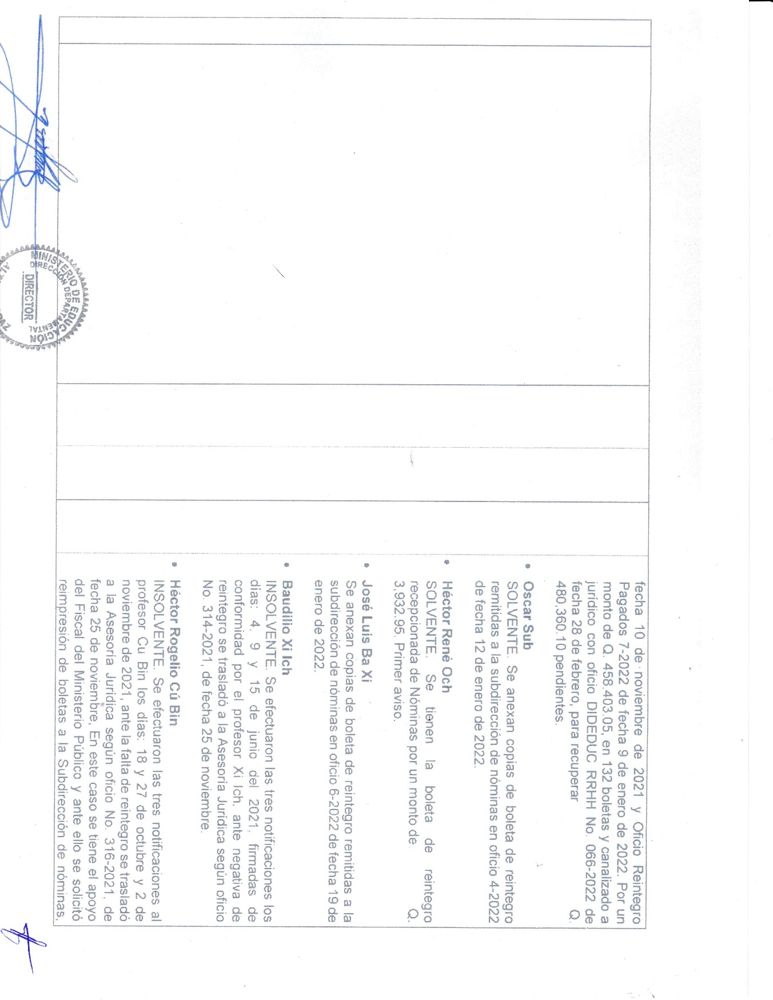 fecha 10 de noviembre de 2021 y Oficio Reintegro
Pagados 7-2022 de fecha 9 de enero de 2022. Por un
monto de Q. 458.403.05, en 132 boletas y canalizado a
jurídico con oficio DIDEDUC RRHH No. 066-2022 de
fecha 28 de febrero, para recuperar Q.
480,360.10 pendientes.
• Oscar Sub
SOLVENTE. Se anexan copias de boleta de reintegro
remitidas a la subdirección de nóminas en oficio 4-2022
de fecha 12 de enero de 2022.
• Héctor René Och
SOLVENTE. Se tienen la boleta de reintegro
recepcionada de Nóminas por un monto de Q.
3,932.95. Primer aviso.
• José Luis Ba Xi
Se anexan copias de boleta de reintegro remitidas a la
subdirección de nóminas en oficio 6-2022 de fecha 19 de
enero de 2022.
• Baudilio Xi Ich
INSOLVENTE. Se efectuaron las tres notificaciones los
días: 4, 9 y 15 de junio del 2021, firmadas de
conformidad por el profesor Xi Ich, ante negativa de
reintegro se trasladó a la Asesoría Jurídica según oficio
No. 314-2021, de fecha 25 de noviembre.
• Héctor Rogelio Cú Bin
INSOLVENTE. Se efectuaron las tres notificaciones al
profesor Cu Bin los días: 18 y 27 de octubre y 2 de
noviembre de 2021, ante la falta de reintegro se trasladó
a la Asesoría Jurídica según oficio No. 316-2021, de
fecha 25 de noviembre, En este caso se tiene el apoyo
del Fiscal del Ministerio Público y ante ello se solicitó
reimpresión de boletas a la Subdirección de nóminas,
MINISTERIO DE EDUCACIÓN
DIRECCIÓN DEPARTAMENTAL
DIRECTOR